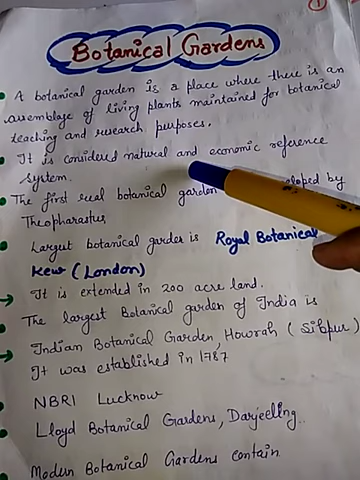 1
Botanical Gardens
A botanical garden is a place where there is an
assemblage of living plants maintained for botanical
teaching and research purposes.
It is considered natural and economic reference
system.
The first real botanical garden loped by
Theopharastus
Largest botanical garden is Royal Botanical
Kew (London)
It is extended in 200 acre land.
The largest Botanical garden of India is
Indian Botanical Garden, Howrah (Sibpur)
It was established in 1787
NBRI Lucknow
Lloyd Botanical Gardens, Darjeeling.
Modern Botanical Gardens contain